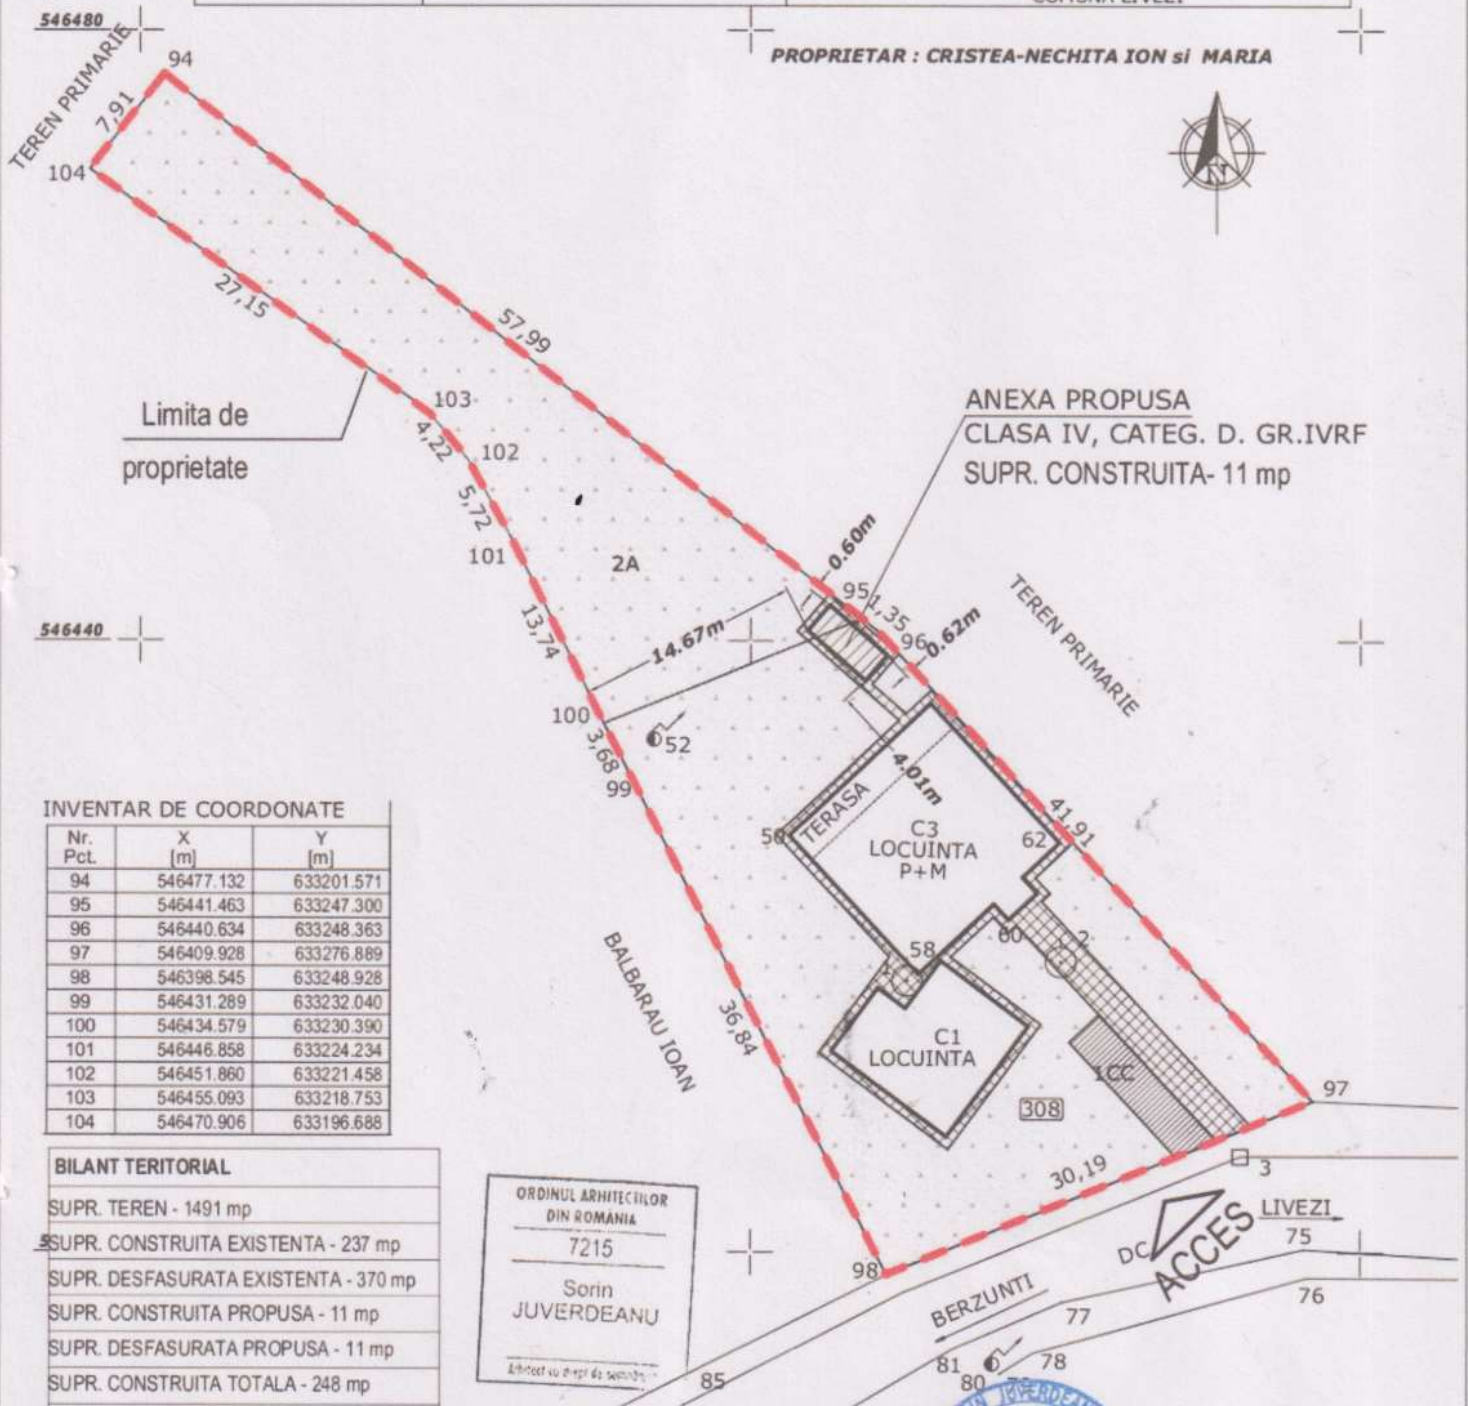 COMUNA LIVEZI
546480
PROPRIETAR : CRISTEA-NECHITA ION si MARIA
TEREN PRIMARIE
94
7,91
104
N
27,15
57,99
Limita de
proprietate
103
4,22
102
5,72
101
2A
ANEXA PROPUSA
CLASA IV, CATEG. D. GR.IVRF
SUPR. CONSTRUITA- 11 mp
0.60m
95
1,35
96
0.62m
TEREN PRIMARIE
546440
13,74
14.67m
100
3,68
99
52
4.01m
TERASA
50
C3
LOCUINTA
P+M
62
41,91
58
60
2
BALBARAU IOAN
36,84
C1
LOCUINTA
1CC
308
97
30,19
98
3
INVENTAR DE COORDONATE
Nr. Pct. X [m] Y [m]
94 546477.132 633201.571
95 546441.463 633247.300
96 546440.634 633248.363
97 546409.928 633276.889
98 546398.545 633248.928
99 546431.289 633232.040
100 546434.579 633230.390
101 546446.858 633224.234
102 546451.860 633221.458
103 546455.093 633218.753
104 546470.906 633196.688
BILANT TERITORIAL
SUPR. TEREN - 1491 mp
SUPR. CONSTRUITA EXISTENTA - 237 mp
SUPR. DESFASURATA EXISTENTA - 370 mp
SUPR. CONSTRUITA PROPUSA - 11 mp
SUPR. DESFASURATA PROPUSA - 11 mp
SUPR. CONSTRUITA TOTALA - 248 mp
ORDINUL ARHITECȚILOR
DIN ROMÂNIA
7215
Sorin
JUVERDEANU
Arhitect cu drept de
DC
ACCES
LIVEZI
75
76
BERZUNTI
77
78
81
80
85
JUVERDEANU